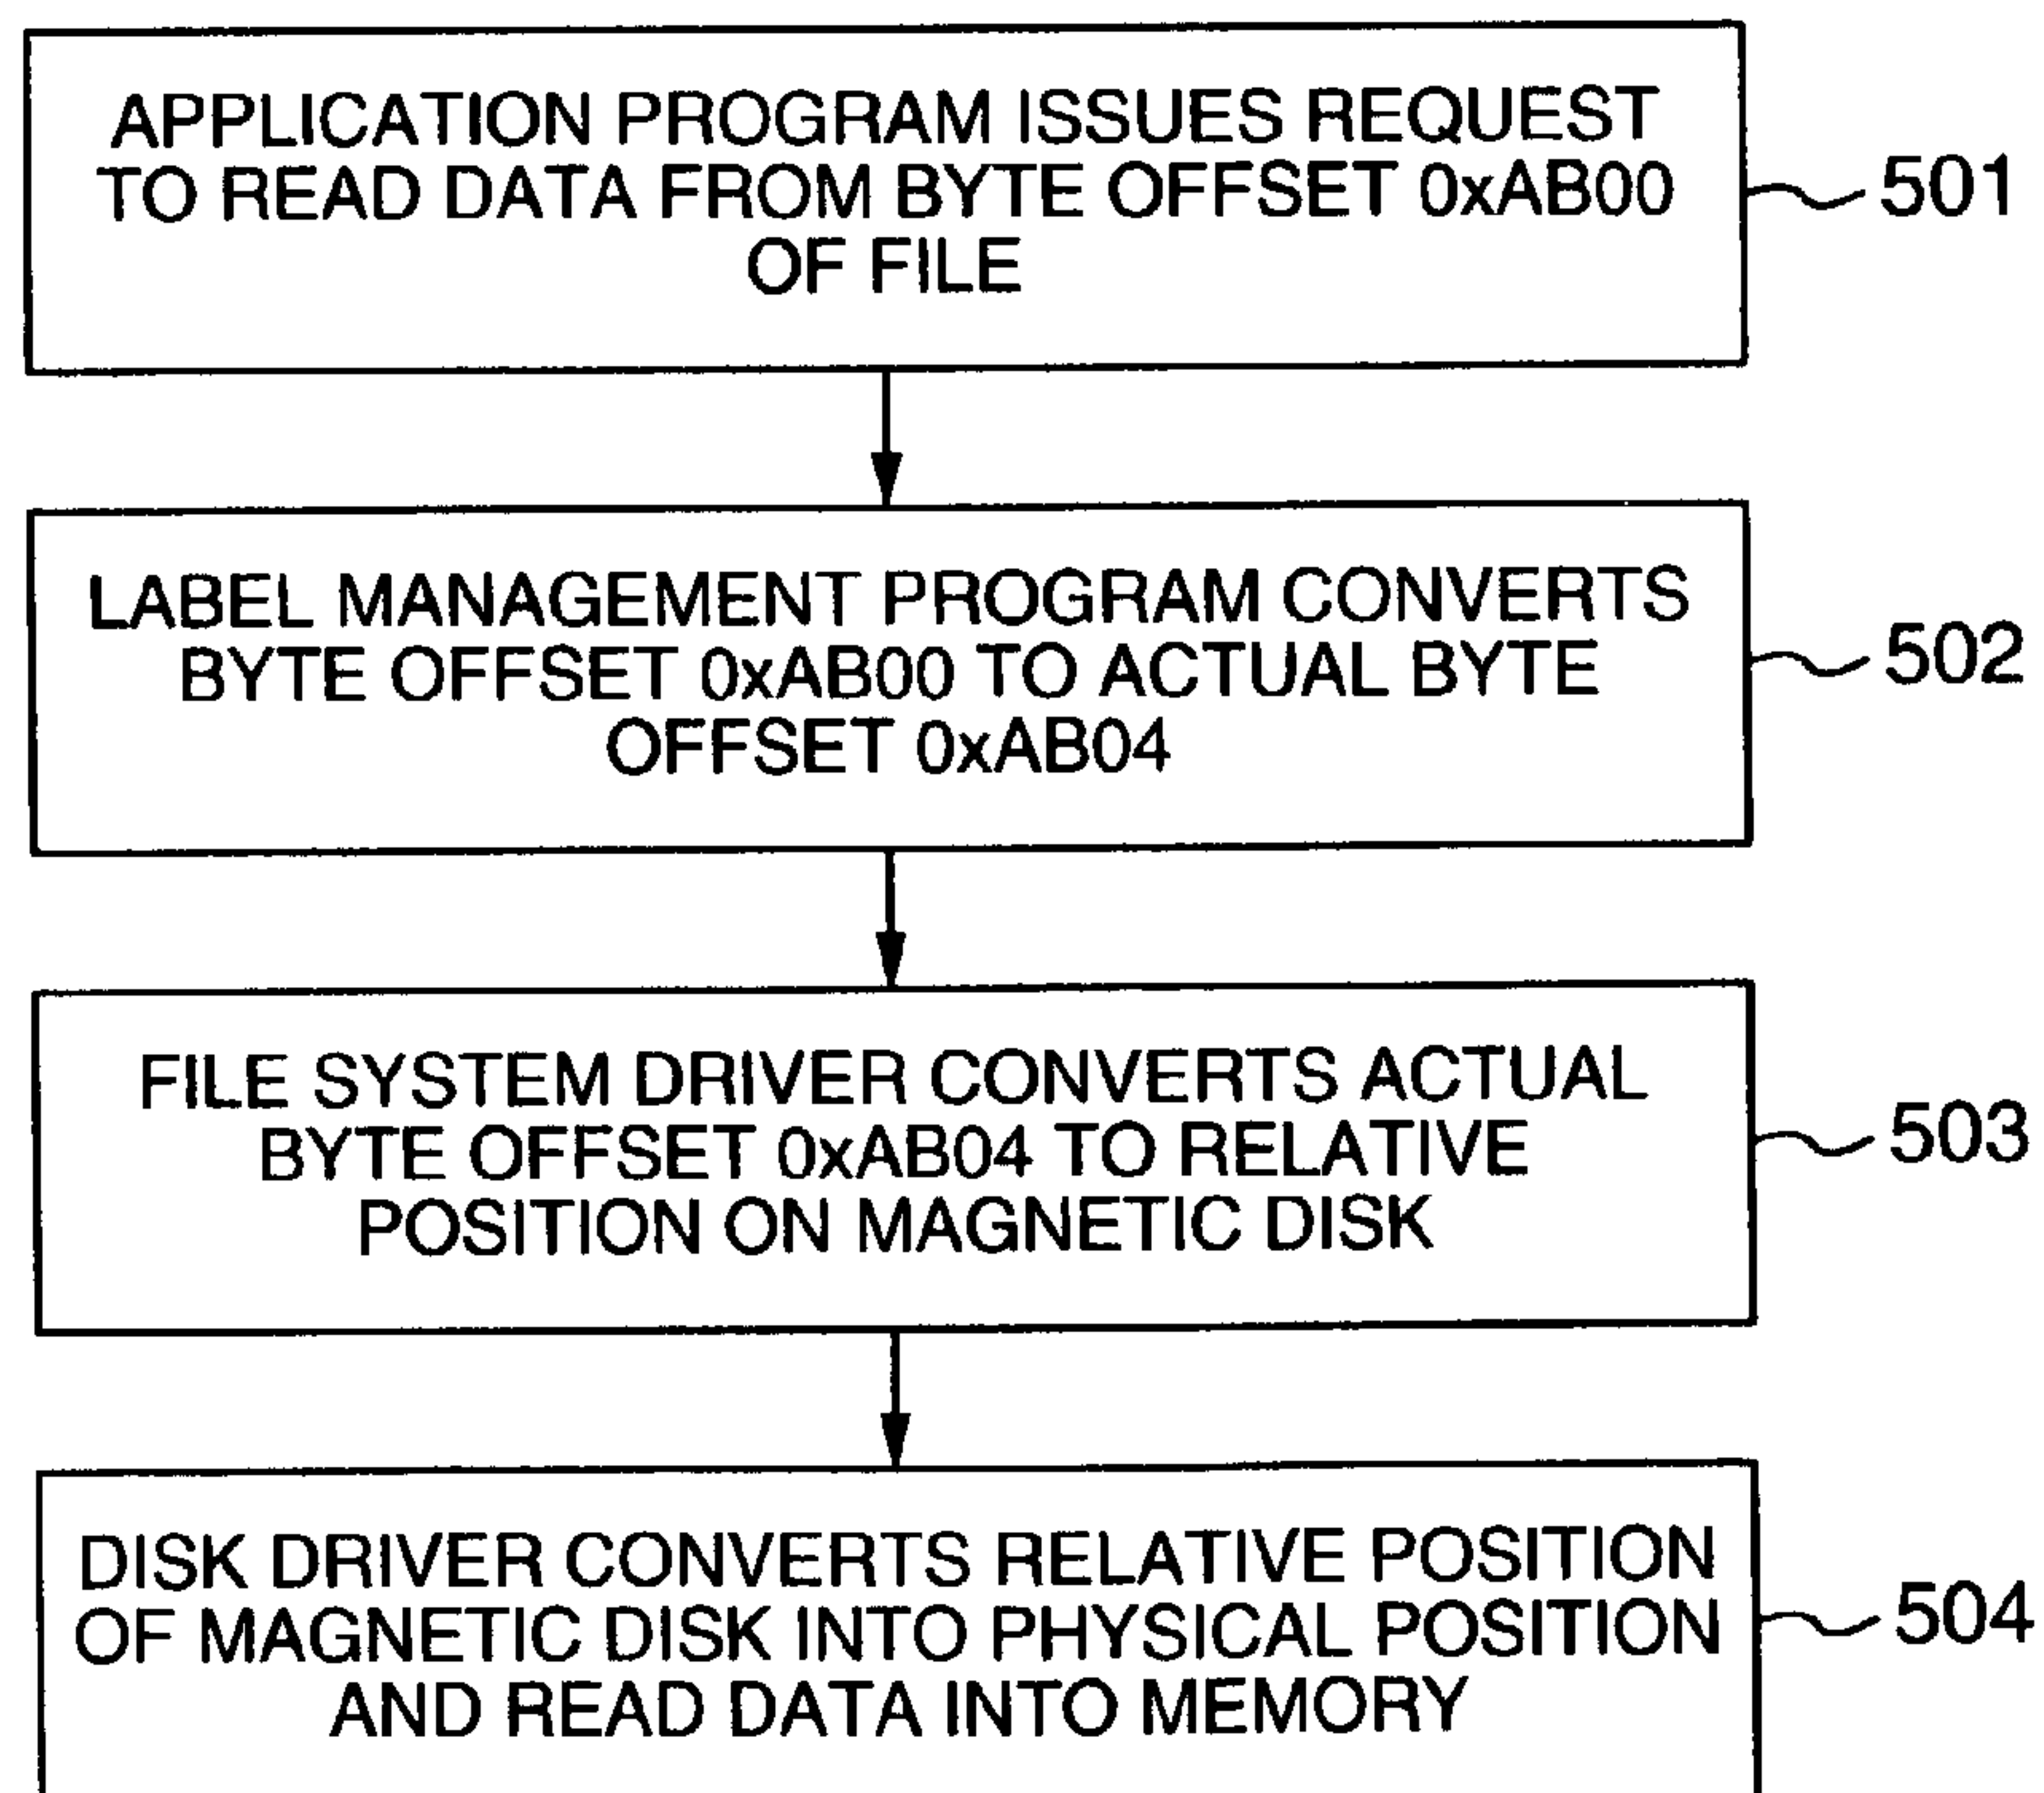 APPLICATION PROGRAM ISSUES REQUEST
TO READ DATA FROM BYTE OFFSET 0xAB00
OF FILE
501
LABEL MANAGEMENT PROGRAM CONVERTS
BYTE OFFSET 0xAB00 TO ACTUAL BYTE
OFFSET 0xAB04
502
FILE SYSTEM DRIVER CONVERTS ACTUAL
BYTE OFFSET 0xAB04 TO RELATIVE
POSITION ON MAGNETIC DISK
503
DISK DRIVER CONVERTS RELATIVE POSITION
OF MAGNETIC DISK INTO PHYSICAL POSITION
AND READ DATA INTO MEMORY
504